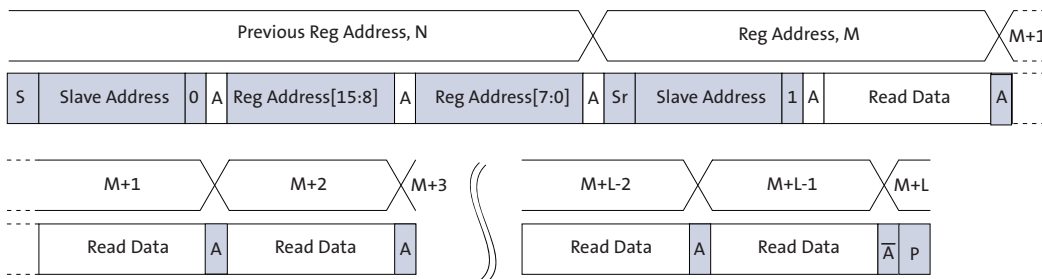 Previous Reg Address, N Reg Address, M M+1
S Slave Address 0 A Reg Address[15:8] A Reg Address[7:0] A Sr Slave Address 1 A Read Data A
M+1 M+2 M+3 M+L-2 M+L-1 M+L
Read Data A Read Data A Read Data A Read Data A̅ P